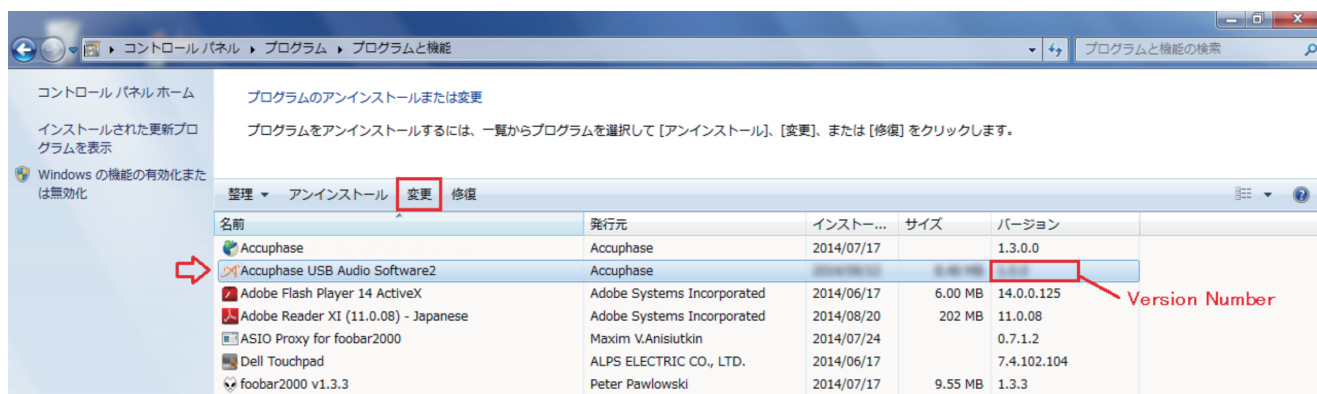 コントロール パネル ▸ プログラム ▸ プログラムと機能
プログラムと機能の検索
コントロール パネル ホーム
インストールされた更新プロ
グラムを表示
Windows の機能の有効化また
は無効化
プログラムのアンインストールまたは変更
プログラムをアンインストールするには、一覧からプログラムを選択して [アンインストール]、[変更]、または [修復] をクリックします。
整理 ▼ アンインストール 変更 修復
名前 発行元 インストー... サイズ バージョン
Accuphase Accuphase 2014/07/17 1.3.0.0
Accuphase USB Audio Software2 Accuphase
Adobe Flash Player 14 ActiveX Adobe Systems Incorporated 2014/06/17 6.00 MB 14.0.0.125
Version Number
Adobe Reader XI (11.0.08) - Japanese Adobe Systems Incorporated 2014/08/20 202 MB 11.0.08
ASIO Proxy for foobar2000 Maxim V.Anisiutkin 2014/07/24 0.7.1.2
Dell Touchpad ALPS ELECTRIC CO., LTD. 2014/06/17 7.4.102.104
foobar2000 v1.3.3 Peter Pawlowski 2014/07/17 9.55 MB 1.3.3